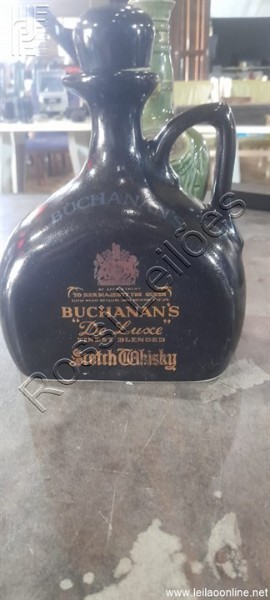 BUCHANAN'S
BY APPOINTMENT
TO HER MAJESTY THE QUEEN
BUCHANAN'S
"De Luxe"
FINEST BLENDED
Scotch Whisky
Rossi Leilões
www.leilaoonline.net